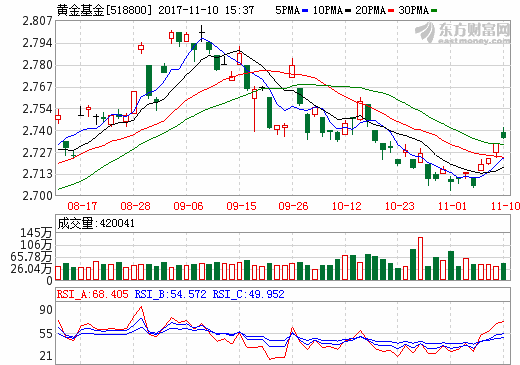 黄金基金[518800] 2017-11-10 15:37 5PMA 10PMA 20PMA 30PMA
东方财富网
eastmoney.com
2.807
2.794
2.780
2.767
2.754
2.740
2.727
2.713
2.700
08-17 08-28 09-06 09-15 09-26 10-12 10-23 11-01 11-10
成交量:420041
145万
106万
65.78万
26.04万
0
RSI_A:68.405 RSI_B:54.572 RSI_C:49.952
90
55
21